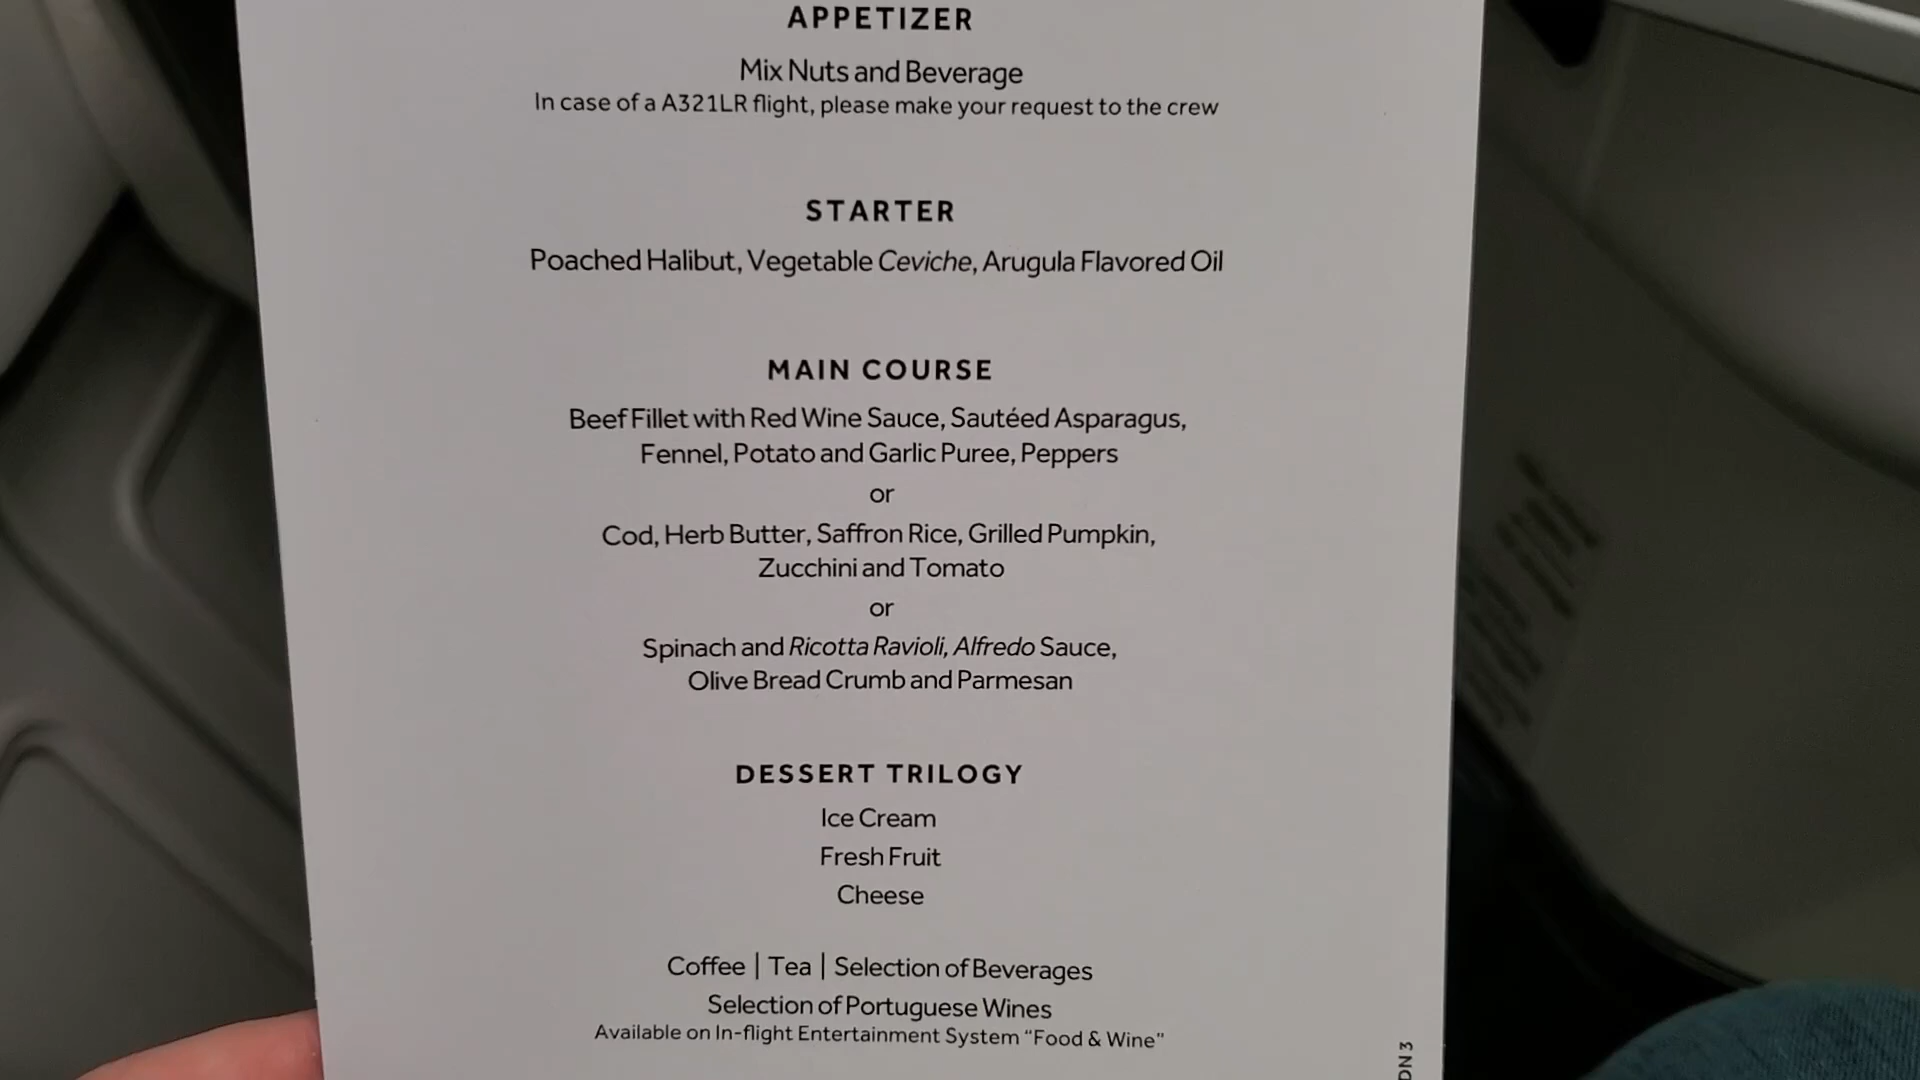 APPETIZER
Mix Nuts and Beverage
In case of a A321LR flight, please make your request to the crew
STARTER
Poached Halibut, Vegetable Ceviche, Arugula Flavored Oil
MAIN COURSE
Beef Fillet with Red Wine Sauce, Sautéed Asparagus,
Fennel, Potato and Garlic Puree, Peppers
or
Cod, Herb Butter, Saffron Rice, Grilled Pumpkin,
Zucchini and Tomato
or
Spinach and Ricotta Ravioli, Alfredo Sauce,
Olive Bread Crumb and Parmesan
DESSERT TRILOGY
Ice Cream
Fresh Fruit
Cheese
Coffee | Tea | Selection of Beverages
Selection of Portuguese Wines
Available on In-flight Entertainment System “Food & Wine”
DN 3